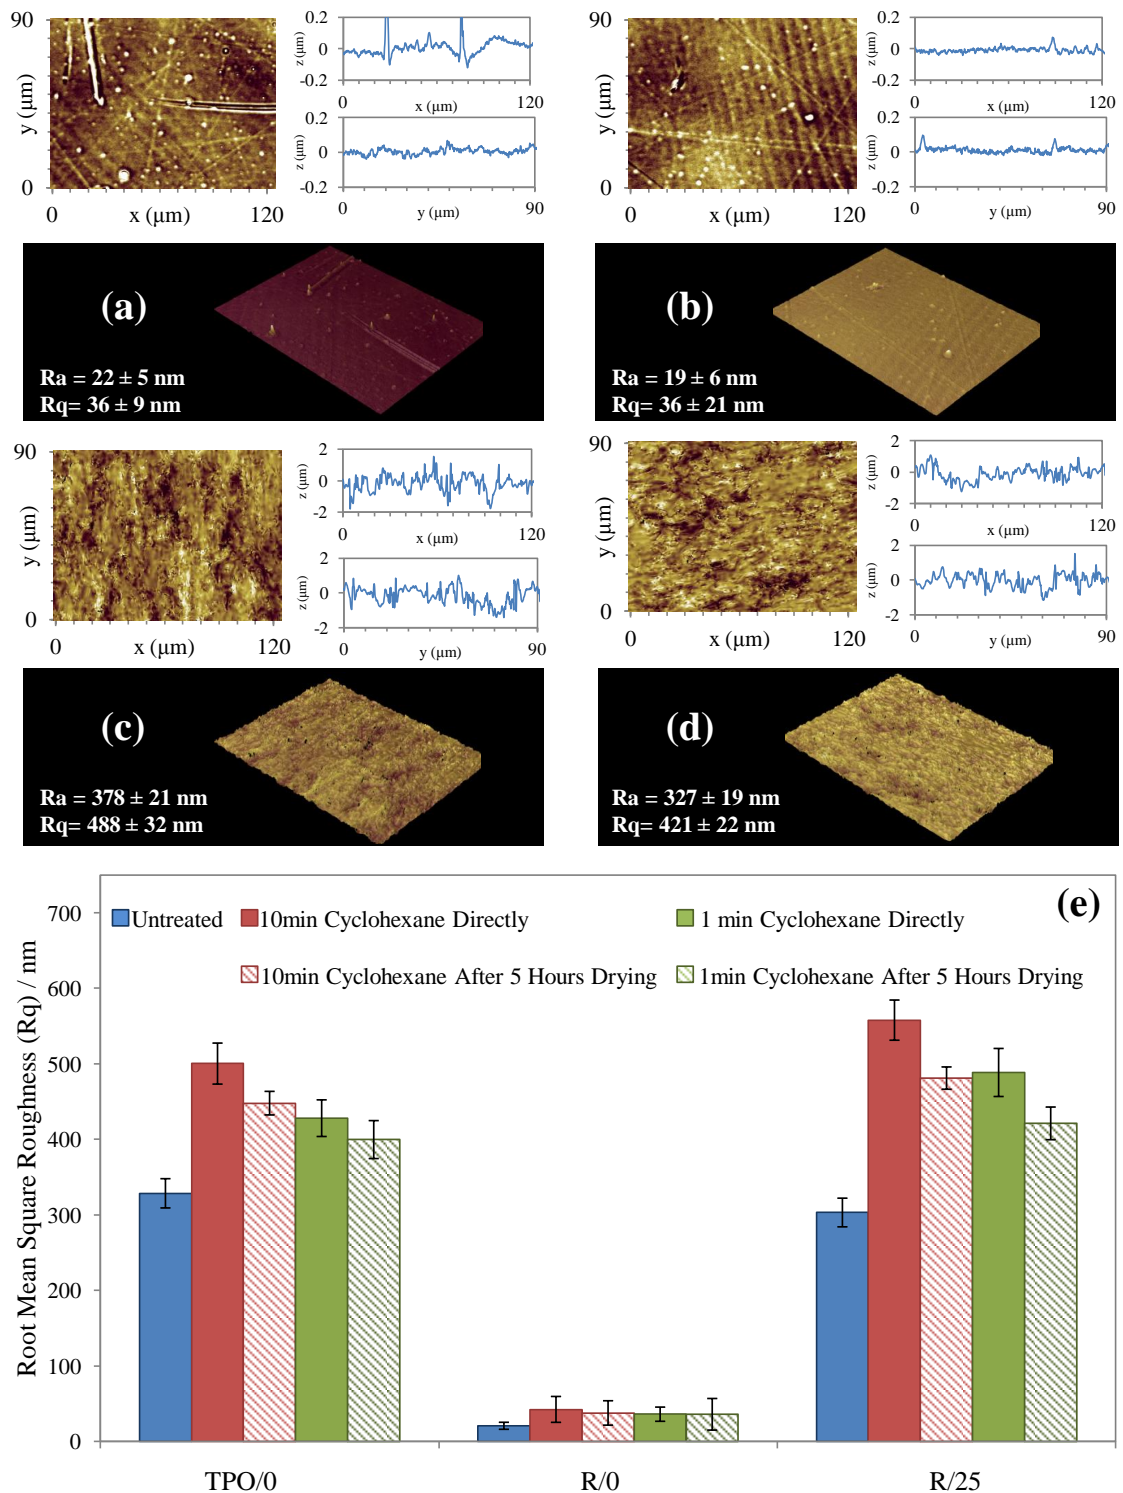 90
y (μm)
0
0
x (μm)
120
0.2
0
-0.2
z (μm)
0
x (μm)
120
0.2
0
-0.2
z (μm)
0
y (μm)
90
(a)
Ra = 22 ± 5 nm
Rq= 36 ± 9 nm
90
y (μm)
0
0
x (μm)
120
0.2
0
-0.2
z (μm)
0
x (μm)
120
0.2
0
-0.2
z (μm)
0
y (μm)
90
(b)
Ra = 19 ± 6 nm
Rq= 36 ± 21 nm
90
y (μm)
0
0
x (μm)
120
2
0
-2
z (μm)
0
x (μm)
120
2
0
-2
z (μm)
0
y (μm)
90
(c)
Ra = 378 ± 21 nm
Rq= 488 ± 32 nm
90
y (μm)
0
0
x (μm)
120
2
0
-2
z (μm)
0
x (μm)
120
2
0
-2
z (μm)
0
y (μm)
90
(d)
Ra = 327 ± 19 nm
Rq= 421 ± 22 nm
(e)
Untreated
10min Cyclohexane Directly
1 min Cyclohexane Directly
10min Cyclohexane After 5 Hours Drying
1min Cyclohexane After 5 Hours Drying
Root Mean Square Roughness (Rq) / nm
700
600
500
400
300
200
100
0
TPO/0
R/0
R/25